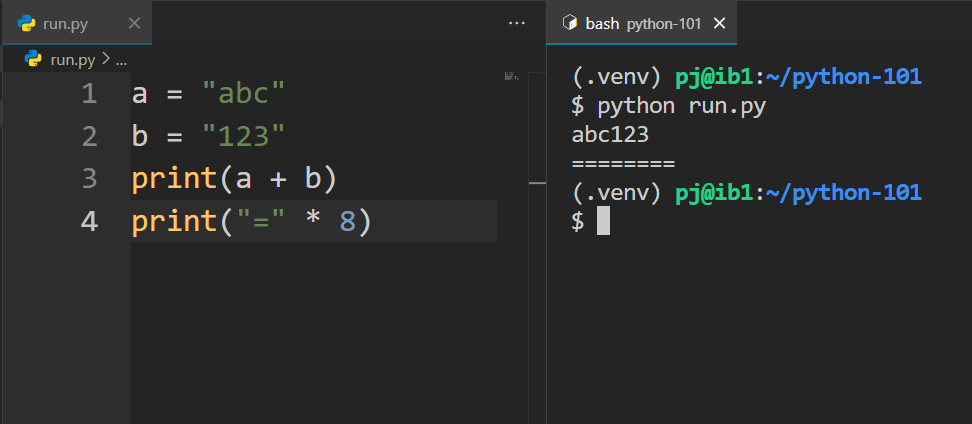 run.py
run.py > ...
1 a = "abc"
2 b = "123"
3 print(a + b)
4 print("=" * 8)
bash python-101
(.venv) pj@ib1:~/python-101
$ python run.py
abc123
========
(.venv) pj@ib1:~/python-101
$